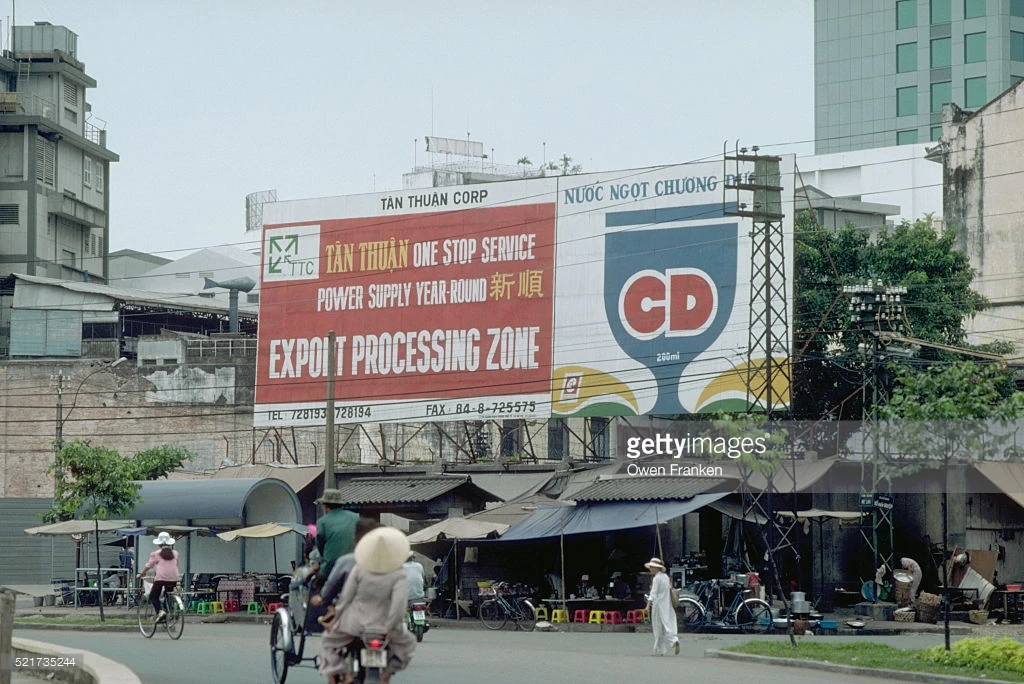 TÂN THUẬN CORP
TTC
TÂN THUẬN ONE STOP SERVICE
POWER SUPPLY YEAR-ROUND 新順
EXPORT PROCESSING ZONE
TEL: 728193 728194 FAX: 84-8-725575
NƯỚC NGỌT CHƯƠNG
CD
200ml
gettyimages
Owen Franken
521735244